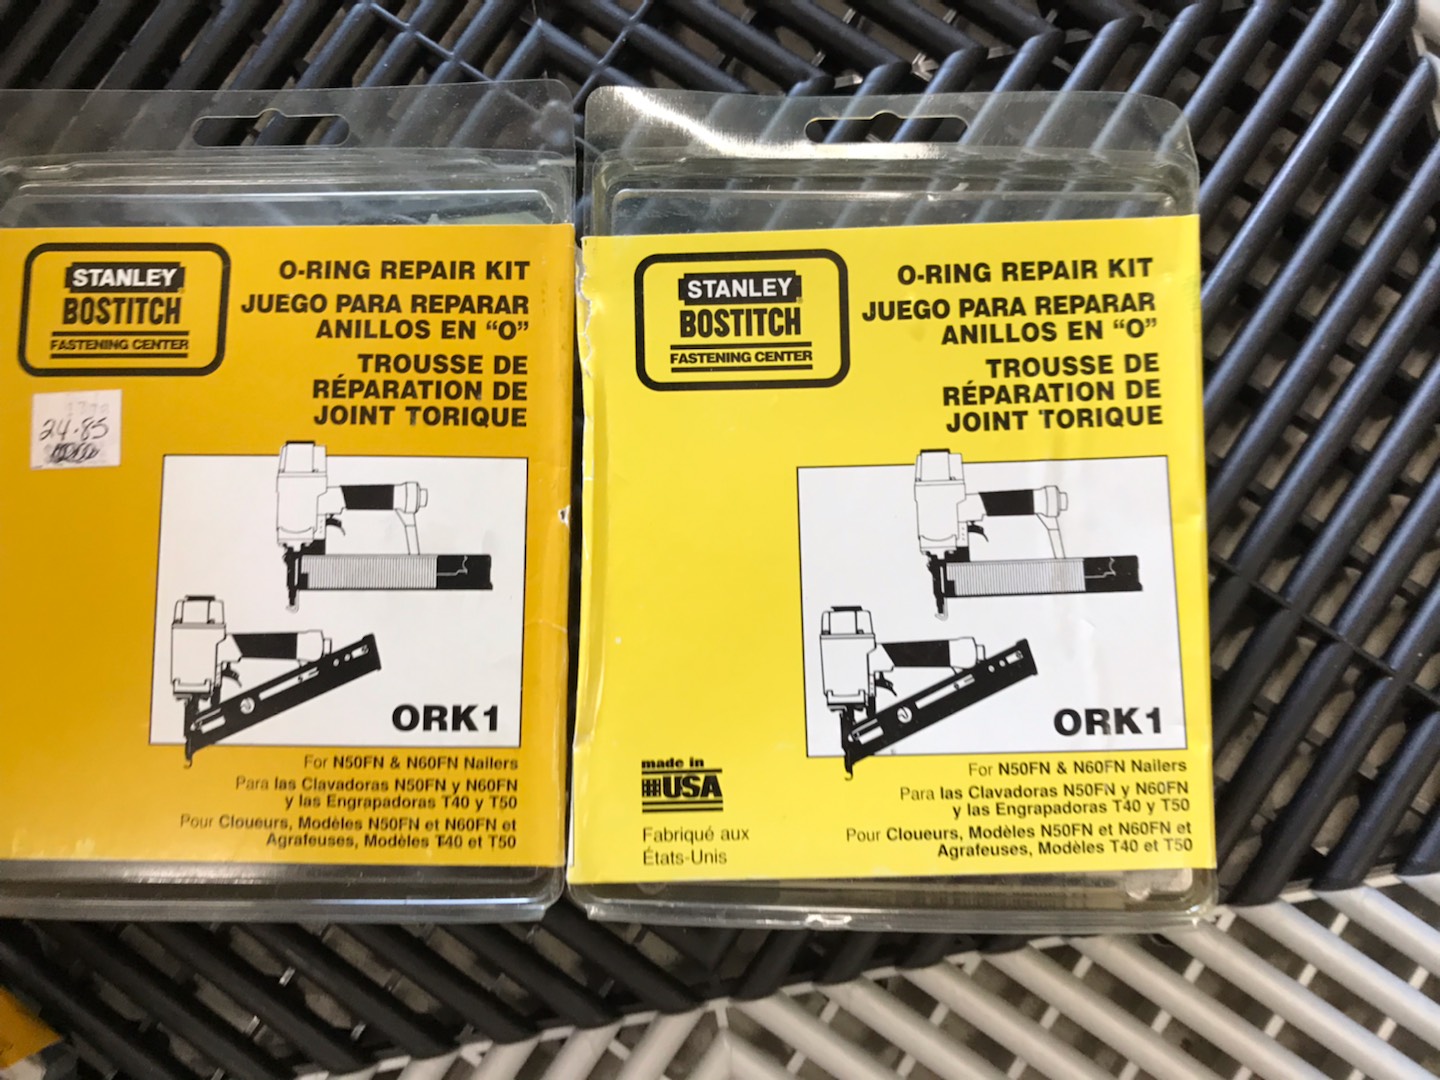 STANLEY
BOSTITCH
FASTENING CENTER
O-RING REPAIR KIT
JUEGO PARA REPARAR
ANILLOS EN “O”
TROUSSE DE
RÉPARATION DE
JOINT TORIQUE
24.85
ORK1
For N50FN & N60FN Nailers
Para las Clavadoras N50FN y N60FN
y las Engrapadoras T40 y T50
Pour Cloueurs, Modèles N50FN et N60FN et
Agrafeuses, Modèles T40 et T50
STANLEY
BOSTITCH
FASTENING CENTER
O-RING REPAIR KIT
JUEGO PARA REPARAR
ANILLOS EN “O”
TROUSSE DE
RÉPARATION DE
JOINT TORIQUE
ORK1
made in
USA
Fabriqué aux
États-Unis
For N50FN & N60FN Nailers
Para las Clavadoras N50FN y N60FN
y las Engrapadoras T40 y T50
Pour Cloueurs, Modèles N50FN et N60FN et
Agrafeuses, Modèles T40 et T50